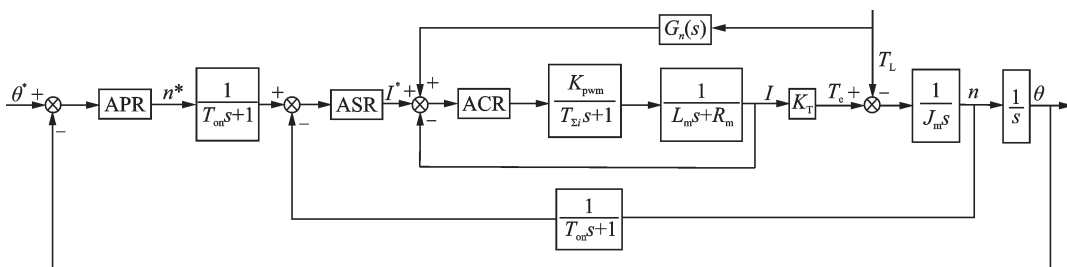 G_n(s)
T_L
θ* +
−
APR
n*
1
T_on s+1
+
−
ASR
I* +
+
−
ACR
K_pwm
T_Σi s+1
1
L_m s+R_m
I
K_T
T_e +
−
1
J_m s
n
1
s
θ
1
T_on s+1